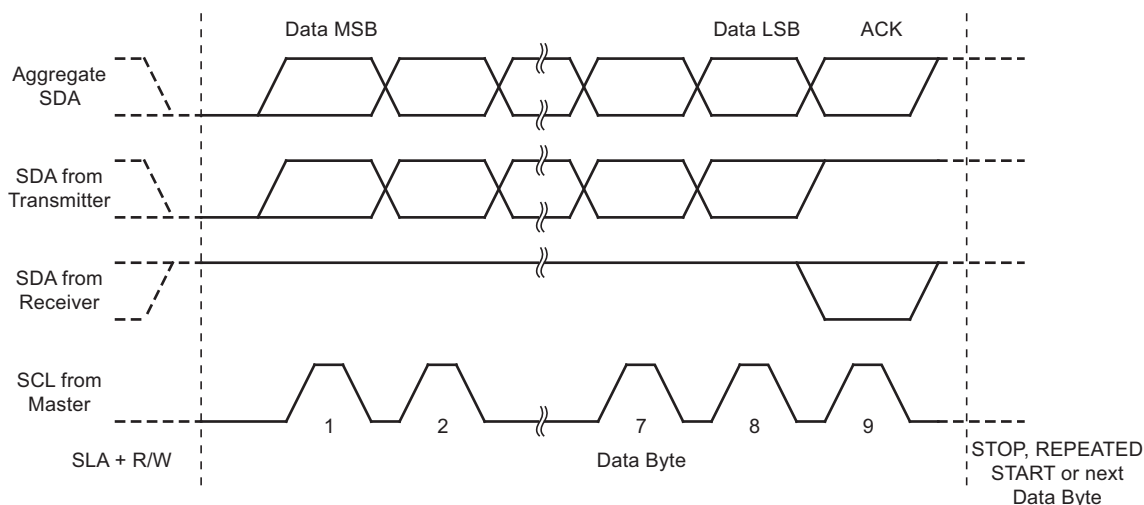 Data MSB
Data LSB
ACK
Aggregate
SDA
SDA from
Transmitter
SDA from
Receiver
SCL from
Master
1
2
7
8
9
SLA + R/W
Data Byte
STOP, REPEATED
START or next
Data Byte